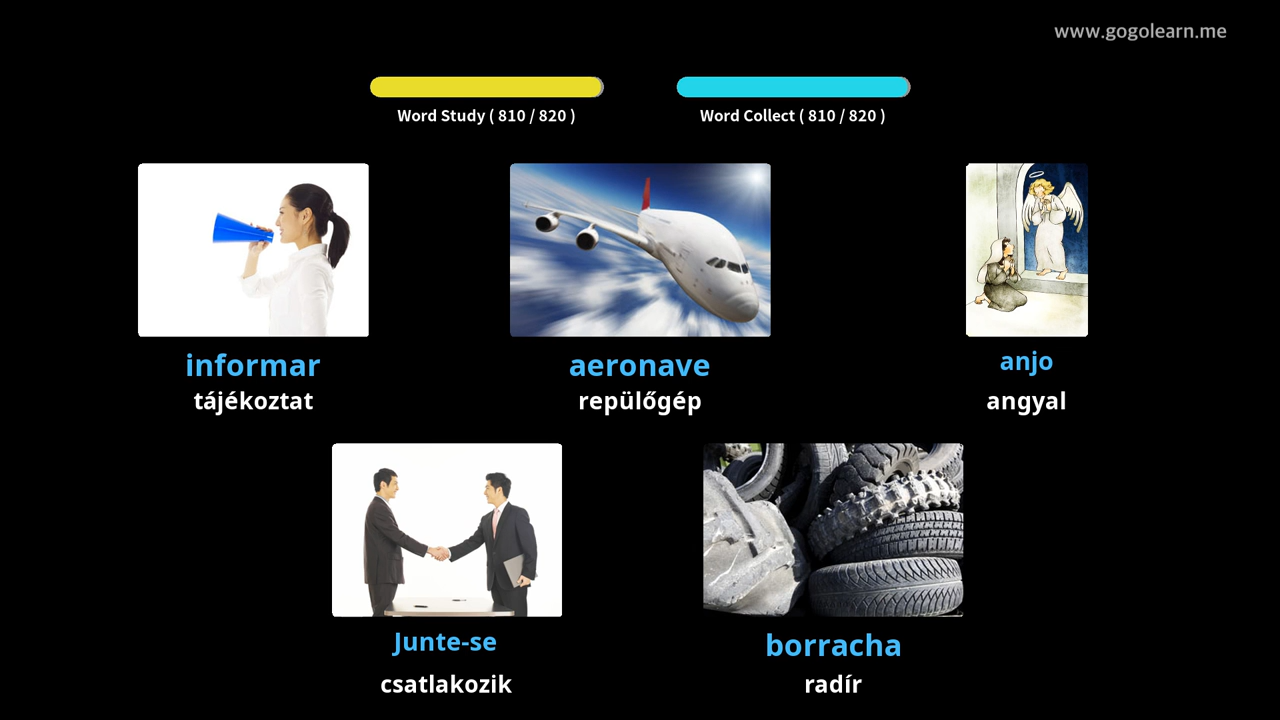 www.gogolearn.me
Word Study ( 810 / 820 )
Word Collect ( 810 / 820 )
informar
tájékoztat
aeronave
repülőgép
anjo
angyal
Junte-se
csatlakozik
borracha
radír